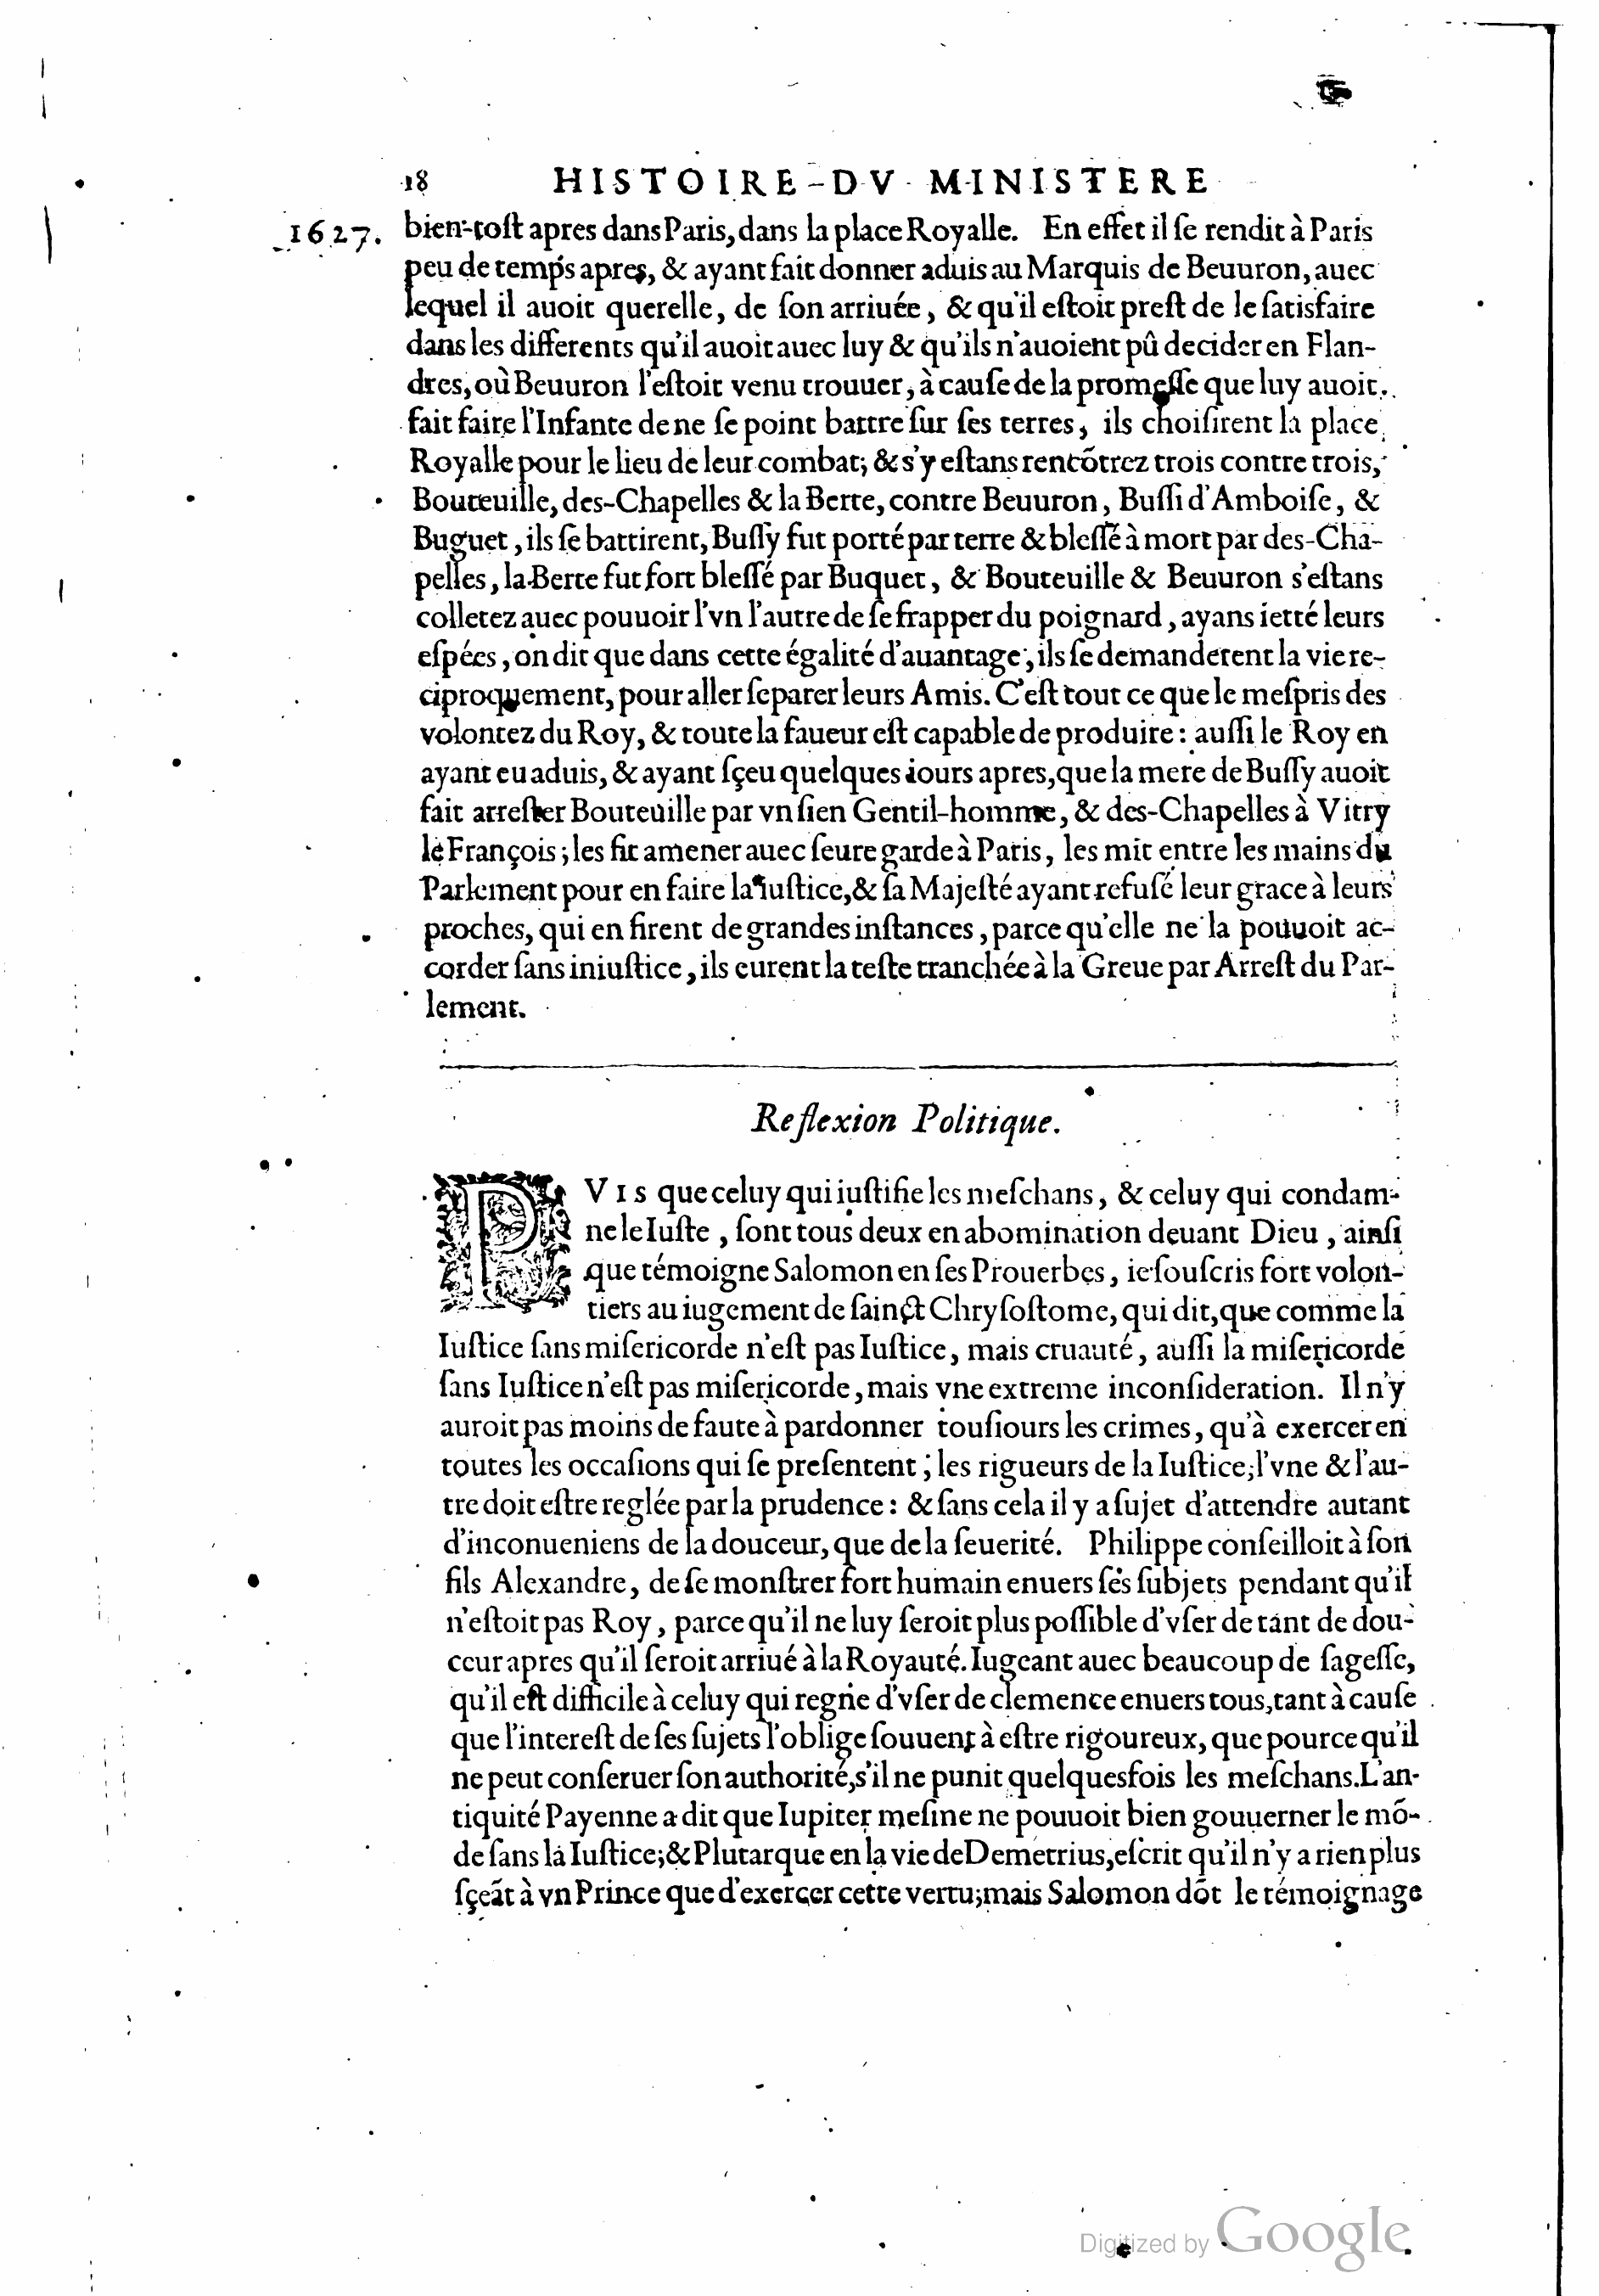 18 HISTOIRE DV MINISTERE
1627. bien-toſt apres dans Paris, dans la place Royalle. En effet il ſe rendit à Paris
peu de temps apres, & ayant fait donner aduis au Marquis de Beuuron, auec
lequel il auoit querelle, de ſon arriuée, & qu'il eſtoit preſt de le ſatisfaire
dans les differents qu'il auoit auec luy & qu'ils n'auoient pû decider en Flan-
dres, où Beuuron l'eſtoit venu trouuer, à cauſe de la promeſſe que luy auoit
fait faire l'Infante de ne ſe point battre ſur ſes terres, ils choiſirent la place
Royalle pour le lieu de leur combat; & s'y eſtans rencõtrez trois contre trois,
Bouteuille, des-Chapelles & la Berte, contre Beuuron, Buſſi d'Amboiſe, &
Buguet, ils ſe battirent, Buſſy fut porté par terre & bleſſé à mort par des-Cha-
pelles, la Berte fut fort bleſſé par Buquet, & Bouteuille & Beuuron s'eſtans
colletez auec pouuoir l'vn l'autre de ſe frapper du poignard, ayans ietté leurs
eſpées, on dit que dans cette égalité d'auantage, ils ſe demanderent la vie re-
ciproquement, pour aller ſeparer leurs Amis. C'eſt tout ce que le meſpris des
volontez du Roy, & toute la faueur eſt capable de produire: auſſi le Roy en
ayant eu aduis, & ayant ſçeu quelques iours apres, que la mere de Buſſy auoit
fait arreſter Bouteuille par vn ſien Gentil-homme, & des-Chapelles à Vitry
le François; les fit amener auec ſeure garde à Paris, les mit entre les mains du
Parlement pour en faire la iuſtice, & ſa Majeſté ayant refuſé leur grace à leurs
proches, qui en firent de grandes inſtances, parce qu'elle ne la pouuoit ac-
corder ſans iniuſtice, ils eurent la teſte tranchée à la Greue par Arreſt du Par-
lement.
Reflexion Politique.
PVIS que celuy qui iuſtifie les meſchans, & celuy qui condam-
ne le Iuſte, ſont tous deux en abomination deuant Dieu, ainſi
que témoigne Salomon en ſes Prouerbes, ie ſouſcris fort volon-
tiers au iugement de ſainct Chryſoſtome, qui dit, que comme la
Iuſtice ſans miſericorde n'eſt pas Iuſtice, mais cruauté, auſſi la miſericorde
ſans Iuſtice n'eſt pas miſericorde, mais vne extreme inconſideration. Il n'y
auroit pas moins de faute à pardonner touſiours les crimes, qu'à exercer en
toutes les occaſions qui ſe preſentent; les rigueurs de la Iuſtice; l'vne & l'au-
tre doit eſtre reglée par la prudence: & ſans cela il y a ſujet d'attendre autant
d'inconueniens de la douceur, que de la ſeuerité. Philippe conſeilloit à ſon
fils Alexandre, de ſe monſtrer fort humain enuers ſes ſubjets pendant qu'il
n'eſtoit pas Roy, parce qu'il ne luy ſeroit plus poſſible d'vſer de tant de dou-
ceur apres qu'il ſeroit arriué à la Royauté. Iugeant auec beaucoup de ſageſſe,
qu'il eſt difficile à celuy qui regne d'vſer de clemence enuers tous, tant à cauſe
que l'intereſt de ſes ſujets l'oblige ſouuent à eſtre rigoureux, que pource qu'il
ne peut conſeruer ſon authorité, s'il ne punit quelquesfois les meſchans. L'an-
tiquité Payenne a dit que Iupiter meſme ne pouuoit bien gouuerner le mõ-
de ſans la Iuſtice; & Plutarque en la vie de Demetrius, eſcrit qu'il n'y a rien plus
ſçeãt à vn Prince que d'exercer cette vertu; mais Salomon dõt le témoignage
Digitized by Google